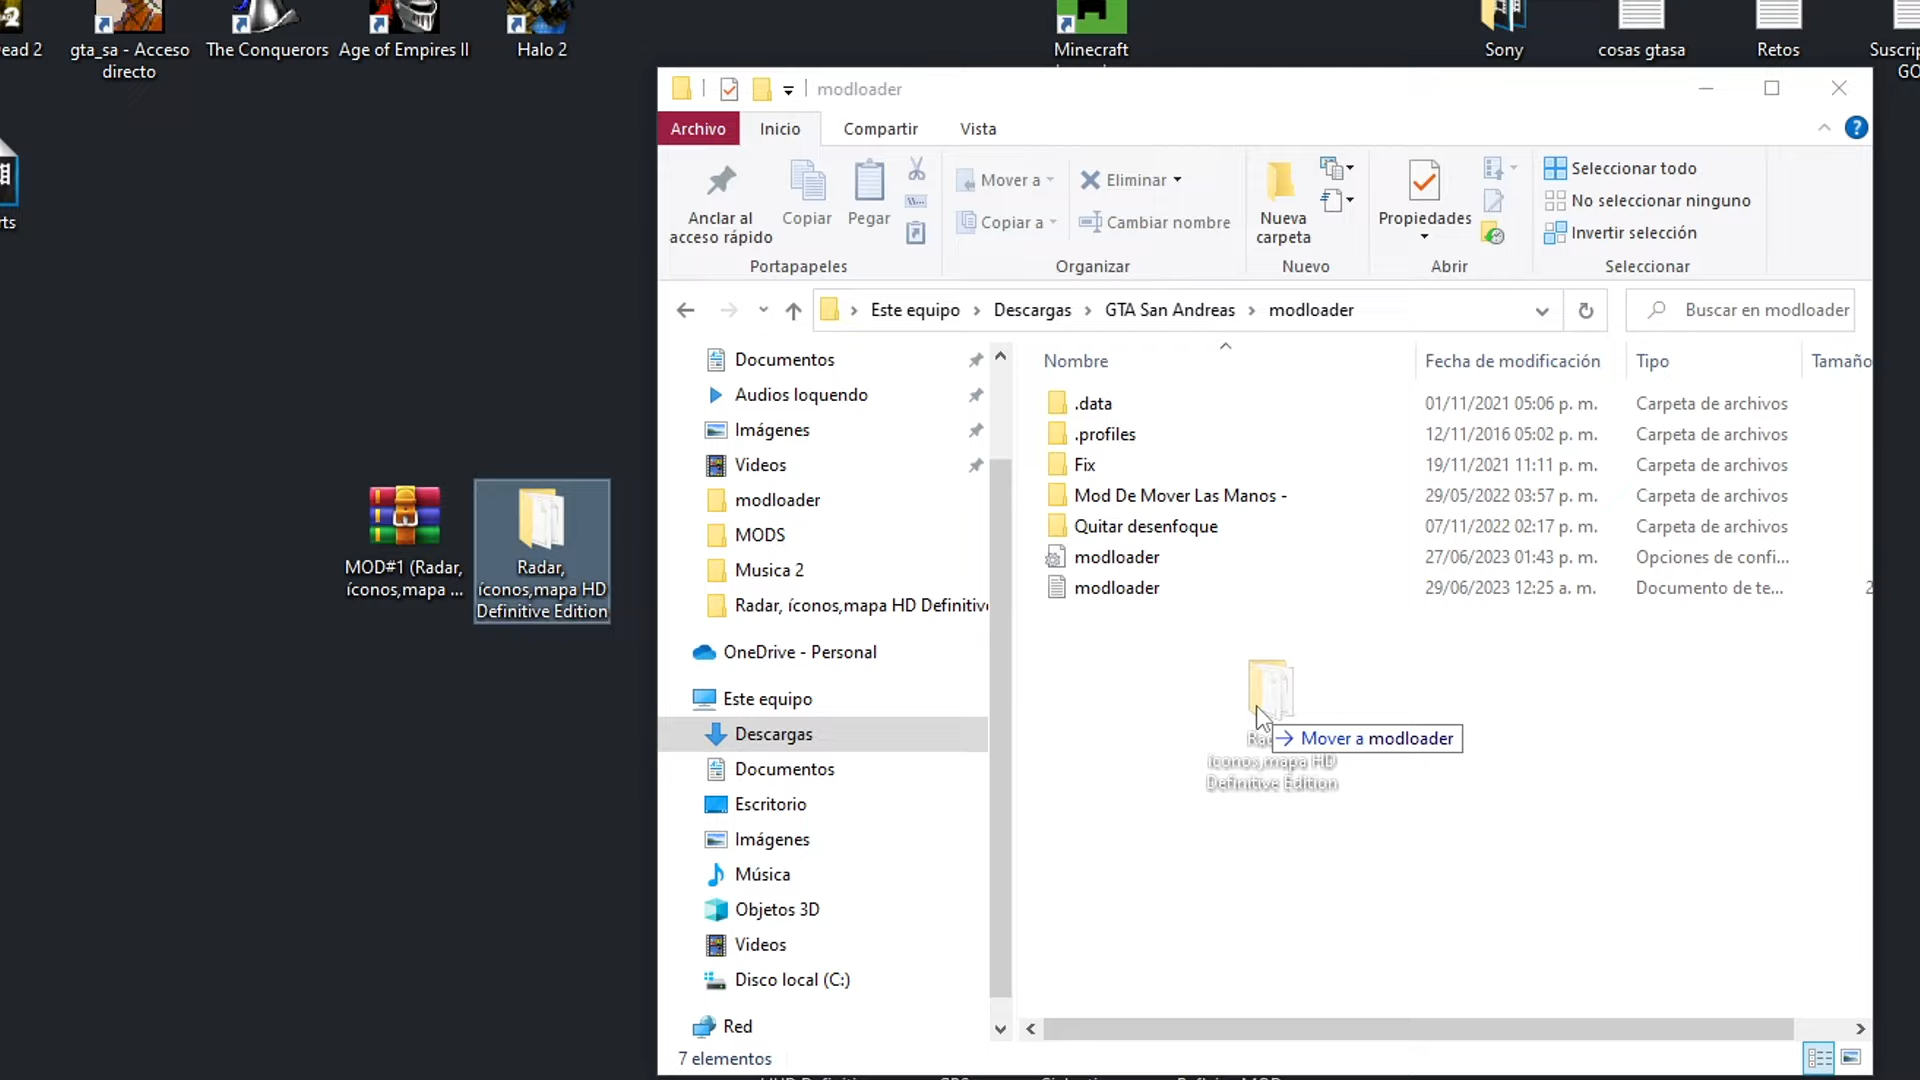 ead 2
gta_sa - Acceso
directo
The Conquerors
Age of Empires II
Halo 2
Minecraft
Sony
cosas gtasa
Retos
Suscrip
GO
rts
MOD#1 (Radar,
íconos,mapa ...
Radar,
íconos,mapa HD
Definitive Edition
modloader
Archivo
Inicio
Compartir
Vista
Anclar al
acceso rápido
Copiar
Pegar
Portapapeles
Mover a
Copiar a
Eliminar
Cambiar nombre
Organizar
Nueva
carpeta
Nuevo
Propiedades
Abrir
Seleccionar todo
No seleccionar ninguno
Invertir selección
Seleccionar
Este equipo > Descargas > GTA San Andreas > modloader
Buscar en modloader
Documentos
Audios loquendo
Imágenes
Videos
modloader
MODS
Musica 2
Radar, íconos,mapa HD Definitiv
OneDrive - Personal
Este equipo
Descargas
Documentos
Escritorio
Imágenes
Música
Objetos 3D
Videos
Disco local (C:)
Red
Nombre Fecha de modificación Tipo Tamaño
.data 01/11/2021 05:06 p. m. Carpeta de archivos
.profiles 12/11/2016 05:02 p. m. Carpeta de archivos
Fix 19/11/2021 11:11 p. m. Carpeta de archivos
Mod De Mover Las Manos - 29/05/2022 03:57 p. m. Carpeta de archivos
Quitar desenfoque 07/11/2022 02:17 p. m. Carpeta de archivos
modloader 27/06/2023 01:43 p. m. Opciones de confi...
modloader 29/06/2023 12:25 a. m. Documento de te... 2
Mover a modloader
íconos,mapa HD
Definitive Edition
7 elementos